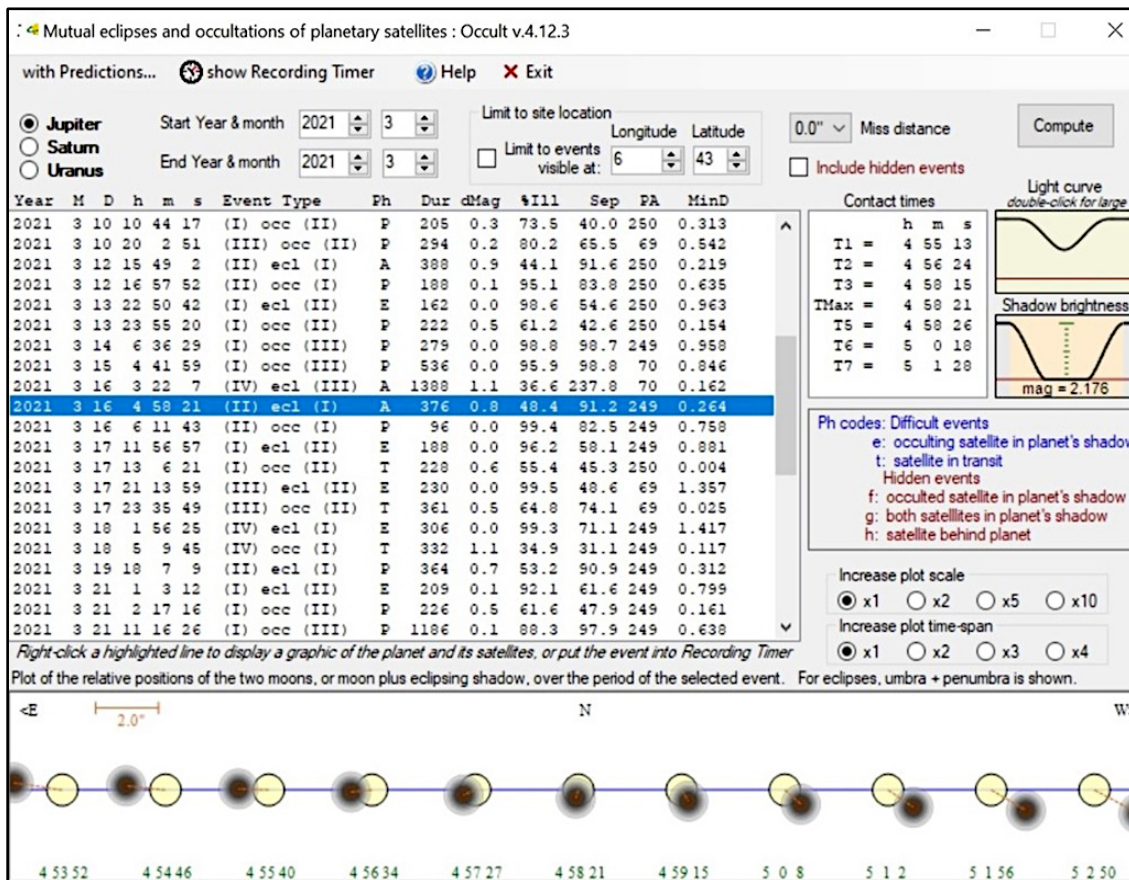 Mutual eclipses and occultations of planetary satellites : Occult v.4.12.3
with Predictions... show Recording Timer Help Exit
Jupiter
Saturn
Uranus
Start Year & month 2021 3
End Year & month 2021 3
Limit to site location
Limit to events visible at:
Longitude Latitude
6 43
0.0" Miss distance
Include hidden events
Compute
Year M D h m s Event Type Ph Dur dMag %Ill Sep PA MinD
2021 3 10 10 44 17 (I) occ (II) P 205 0.3 73.5 40.0 250 0.313
2021 3 10 20 2 51 (III) occ (II) P 294 0.2 80.2 65.5 69 0.542
2021 3 12 15 49 2 (II) ecl (I) A 388 0.9 44.1 91.6 250 0.219
2021 3 12 16 57 52 (II) occ (I) P 188 0.1 95.1 83.8 250 0.635
2021 3 13 22 50 42 (I) ecl (II) E 162 0.0 98.6 54.6 250 0.963
2021 3 13 23 55 20 (I) occ (II) P 222 0.5 61.2 42.6 250 0.154
2021 3 14 6 36 29 (I) occ (III) P 279 0.0 98.8 98.7 249 0.958
2021 3 15 4 41 59 (I) occ (III) P 536 0.0 95.9 98.8 70 0.846
2021 3 16 3 22 7 (IV) ecl (III) A 1388 1.1 36.6 237.8 70 0.162
2021 3 16 4 58 21 (II) ecl (I) A 376 0.8 48.4 91.2 249 0.264
2021 3 16 6 11 43 (II) occ (I) P 96 0.0 99.4 82.5 249 0.758
2021 3 17 11 56 57 (I) ecl (II) E 188 0.0 96.2 58.1 249 0.881
2021 3 17 13 6 21 (I) occ (II) T 228 0.6 55.4 45.3 250 0.004
2021 3 17 21 13 59 (III) ecl (II) E 230 0.0 99.5 48.6 69 1.357
2021 3 17 23 35 49 (III) occ (II) T 361 0.5 64.8 74.1 69 0.025
2021 3 18 1 56 25 (IV) ecl (I) E 306 0.0 99.3 71.1 249 1.417
2021 3 18 5 9 45 (IV) occ (I) T 332 1.1 34.9 31.1 249 0.117
2021 3 19 18 7 9 (II) ecl (I) P 364 0.7 53.2 90.9 249 0.312
2021 3 21 1 3 12 (I) ecl (II) E 209 0.1 92.1 61.6 249 0.799
2021 3 21 2 17 16 (I) occ (II) P 226 0.5 61.6 47.9 249 0.161
2021 3 21 11 16 26 (I) occ (III) P 1186 0.1 88.3 97.9 249 0.638
Contact times
h m s
T1 = 4 55 13
T2 = 4 56 24
T3 = 4 58 15
TMax = 4 58 21
T5 = 4 58 26
T6 = 5 0 18
T7 = 5 1 28
Light curve
double-click for large
Shadow brightness
mag = 2.176
Ph codes: Difficult events
e: occulting satellite in planet's shadow
t: satellite in transit
Hidden events
f: occulted satellite in planet's shadow
g: both satelllites in planet's shadow
h: satellite behind planet
Increase plot scale
x1 x2 x5 x10
Increase plot time-span
x1 x2 x3 x4
Right-click a highlighted line to display a graphic of the planet and its satellites, or put the event into Recording Timer
Plot of the relative positions of the two moons, or moon plus eclipsing shadow, over the period of the selected event. For eclipses, umbra + penumbra is shown.
<E 2.0" N W
4 53 52 4 54 46 4 55 40 4 56 34 4 57 27 4 58 21 4 59 15 5 0 8 5 1 2 5 1 56 5 2 50